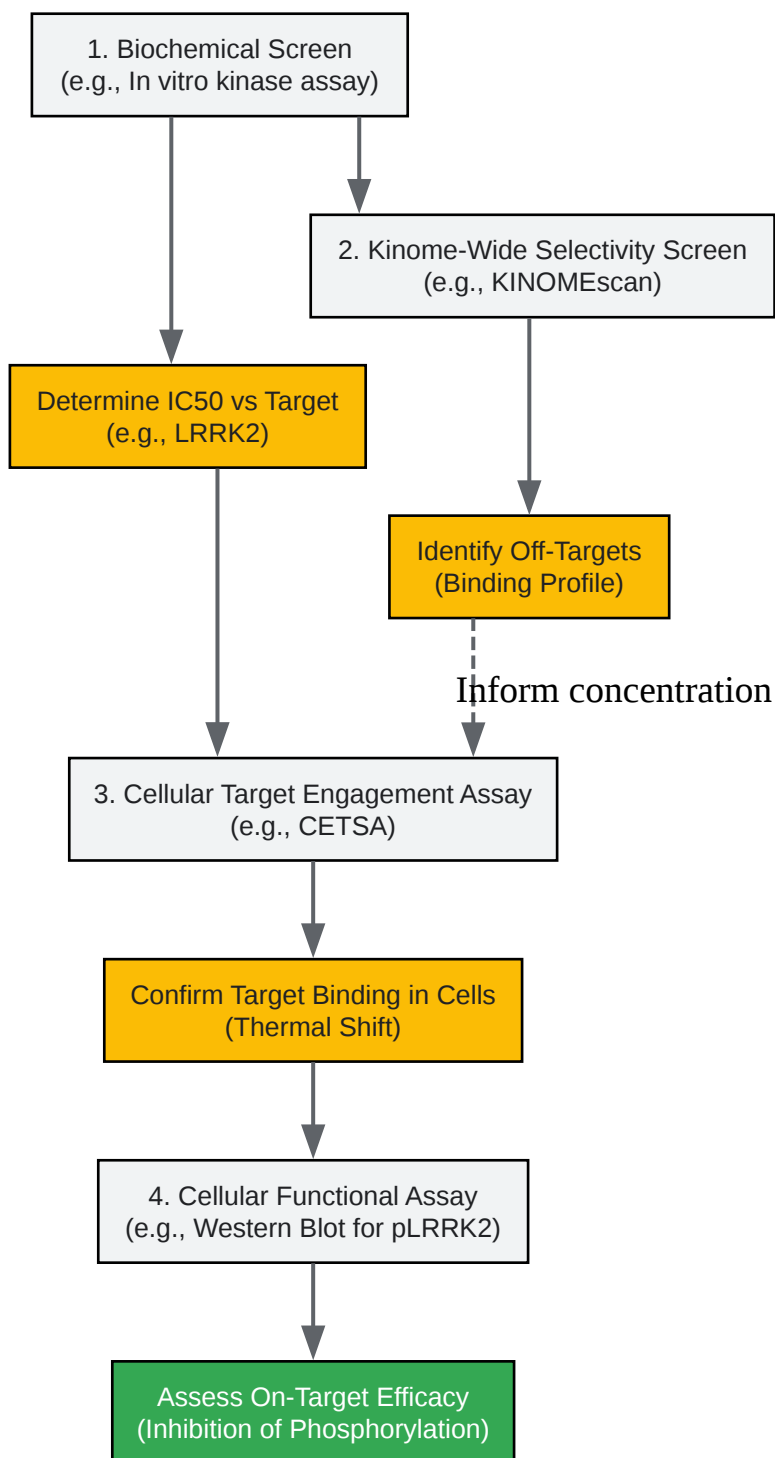 1. Biochemical Screen
(e.g., In vitro kinase assay)
2. Kinome-Wide Selectivity Screen
(e.g., KINOMEscan)
Determine IC50 vs Target
(e.g., LRRK2)
Identify Off-Targets
(Binding Profile)
Inform concentration
3. Cellular Target Engagement Assay
(e.g., CETSA)
Confirm Target Binding in Cells
(Thermal Shift)
4. Cellular Functional Assay
(e.g., Western Blot for pLRRK2)
Assess On-Target Efficacy
(Inhibition of Phosphorylation)